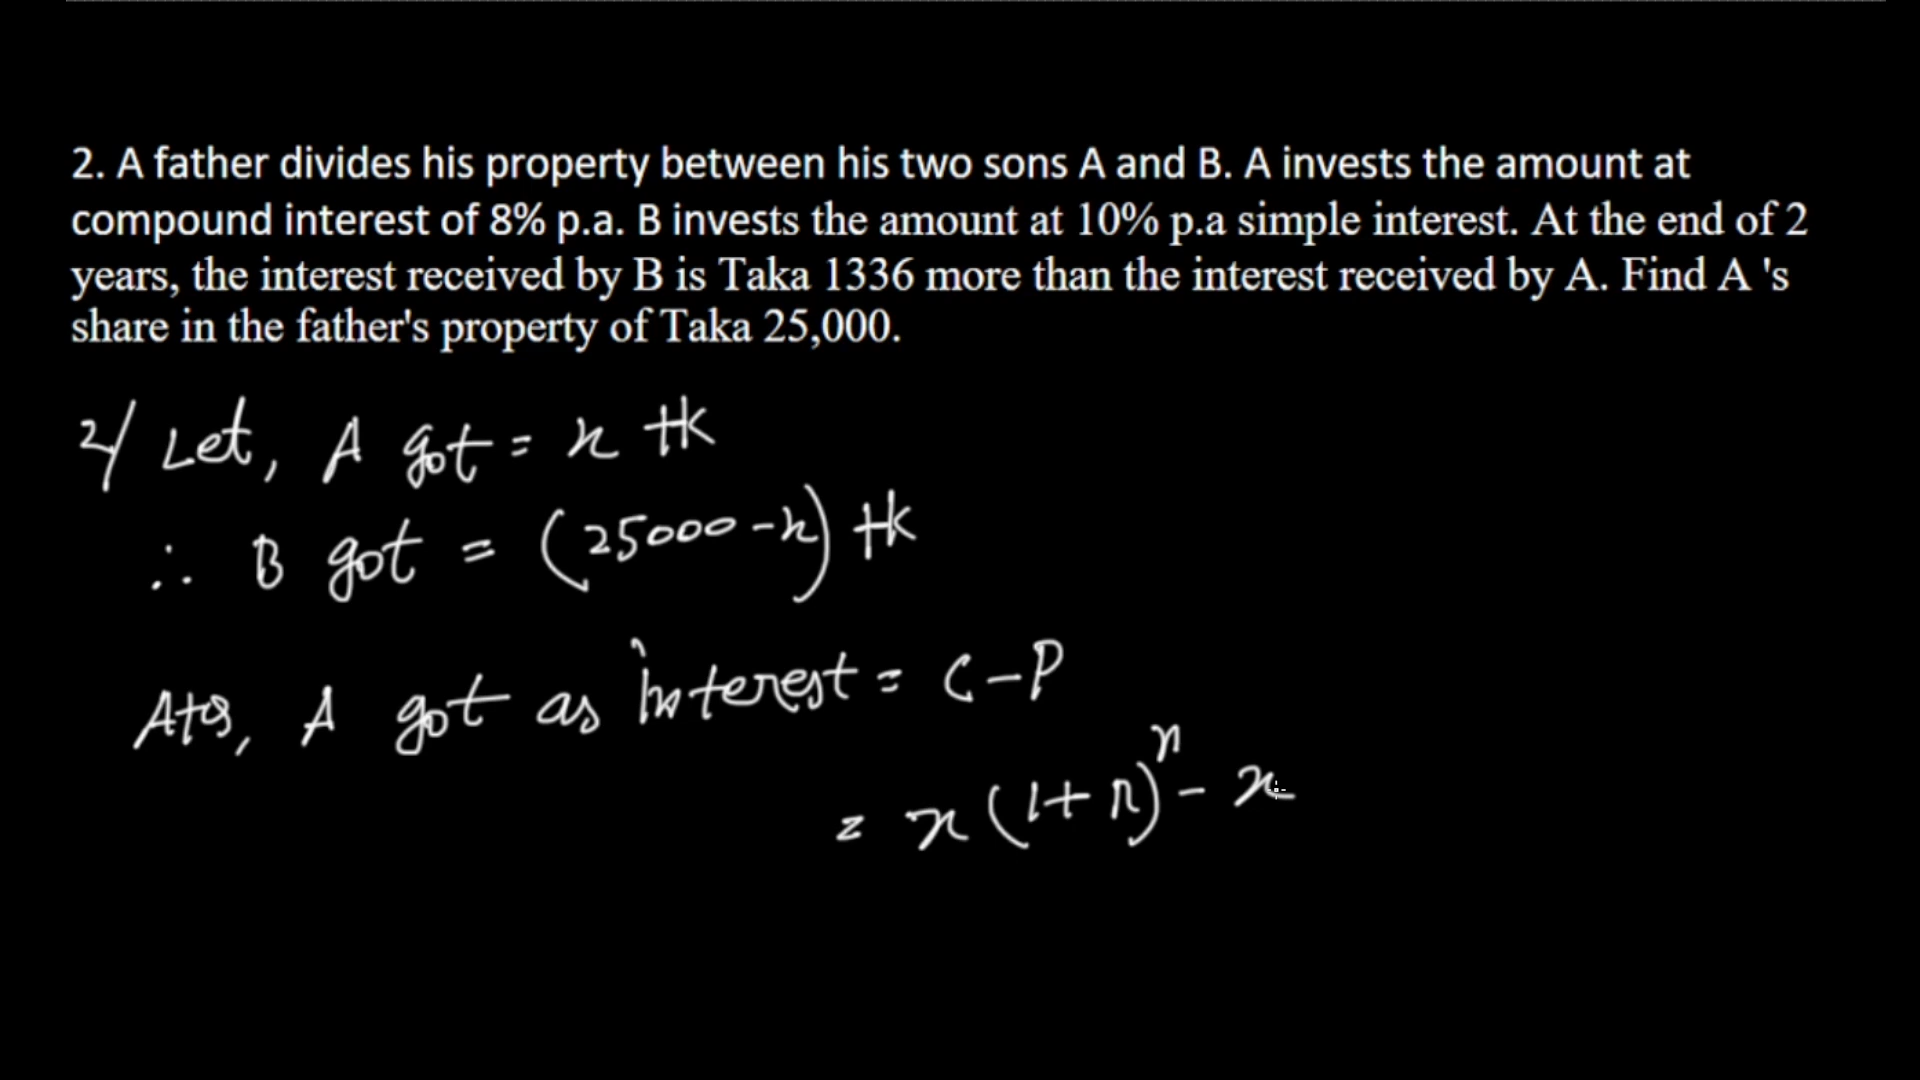 2. A father divides his property between his two sons A and B. A invests the amount at
compound interest of 8% p.a. B invests the amount at 10% p.a simple interest. At the end of 2
years, the interest received by B is Taka 1336 more than the interest received by A. Find A 's
share in the father's property of Taka 25,000.
2/ Let, A got = x tk
∴ B got = (25000-x) tk
ATQ, A got as interest = C-P
= x(1+r)ⁿ - x